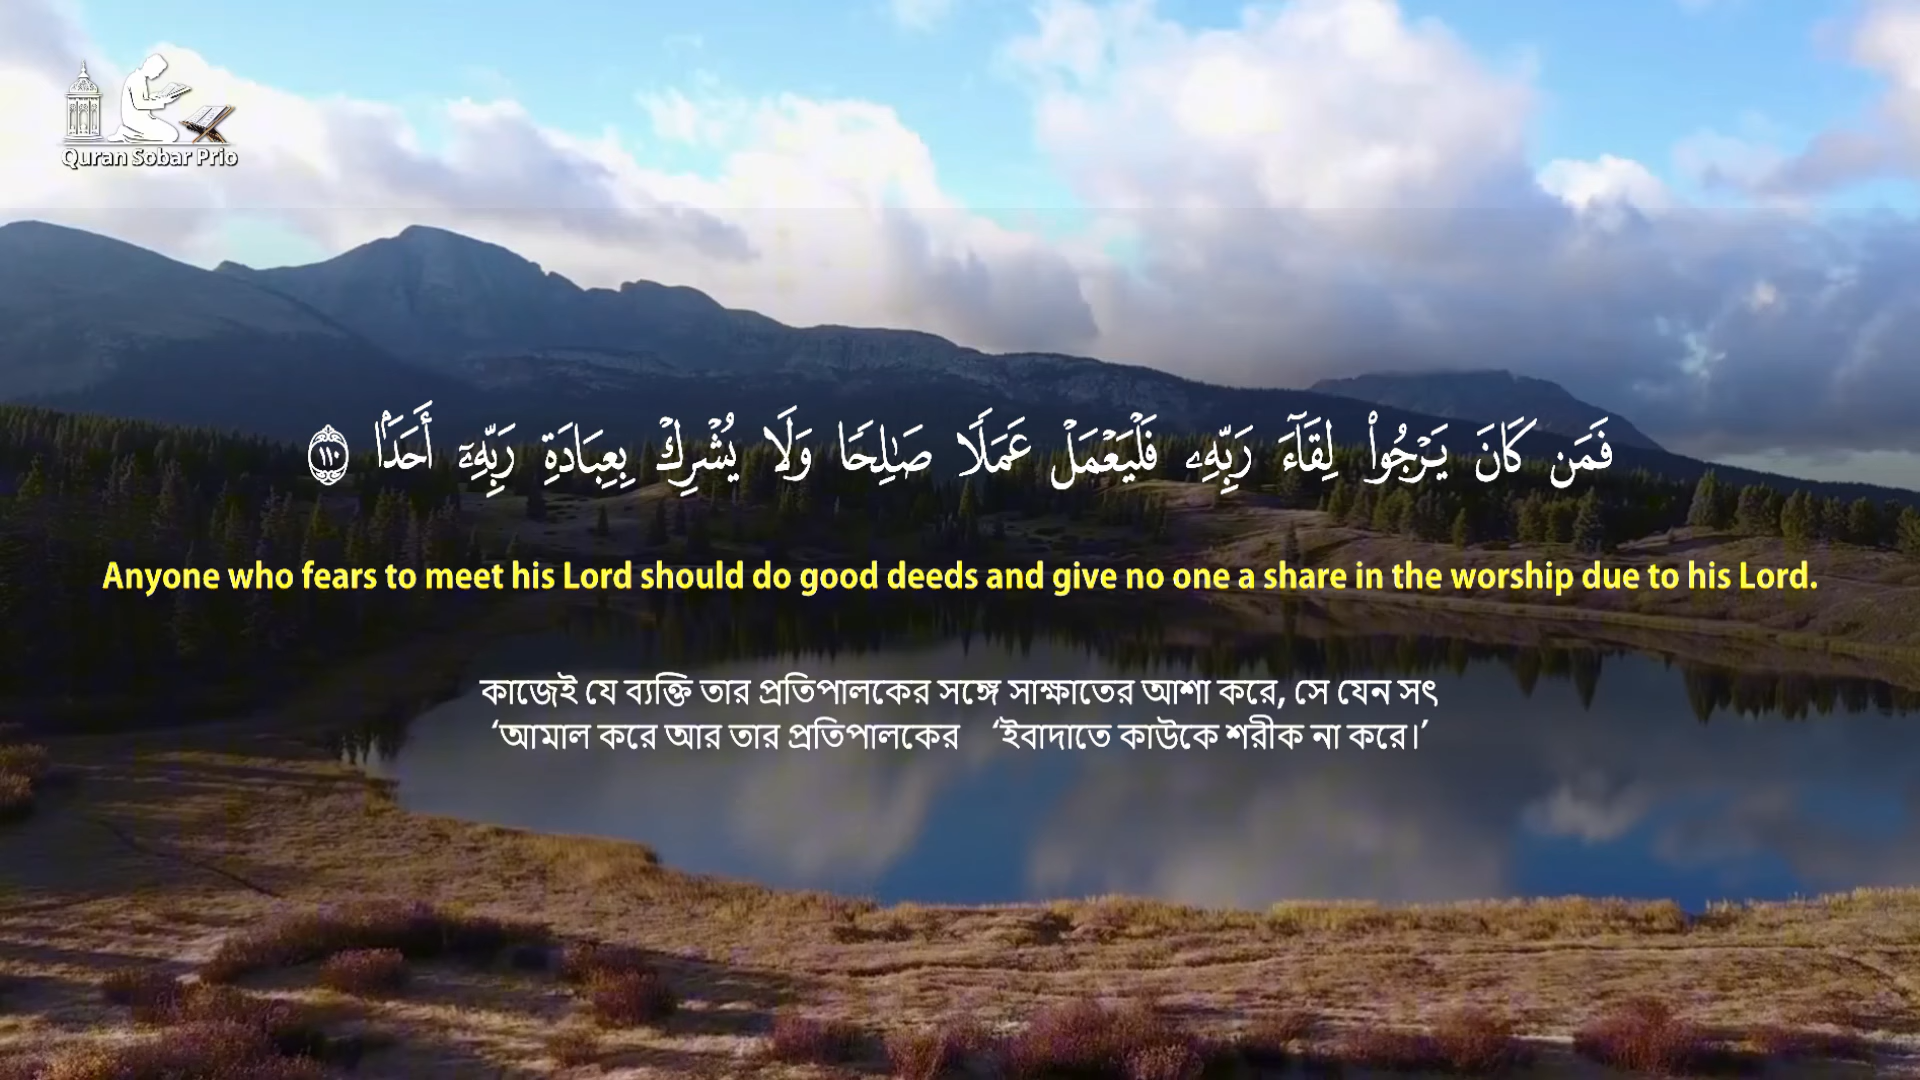 Quran Sobar Prio
فَمَن كَانَ يَرْجُوا۟ لِقَآءَ رَبِّهِۦ فَلْيَعْمَلْ عَمَلًا صَـٰلِحًا وَلَا يُشْرِكْ بِعِبَادَةِ رَبِّهِۦٓ أَحَدًۢا ١١٠
Anyone who fears to meet his Lord should do good deeds and give no one a share in the worship due to his Lord.
কাজেই যে ব্যক্তি তার প্রতিপালকের সঙ্গে সাক্ষাতের আশা করে, সে যেন সৎ
‘আমাল করে আর তার প্রতিপালকের ‘ইবাদাতে কাউকে শরীক না করে।’